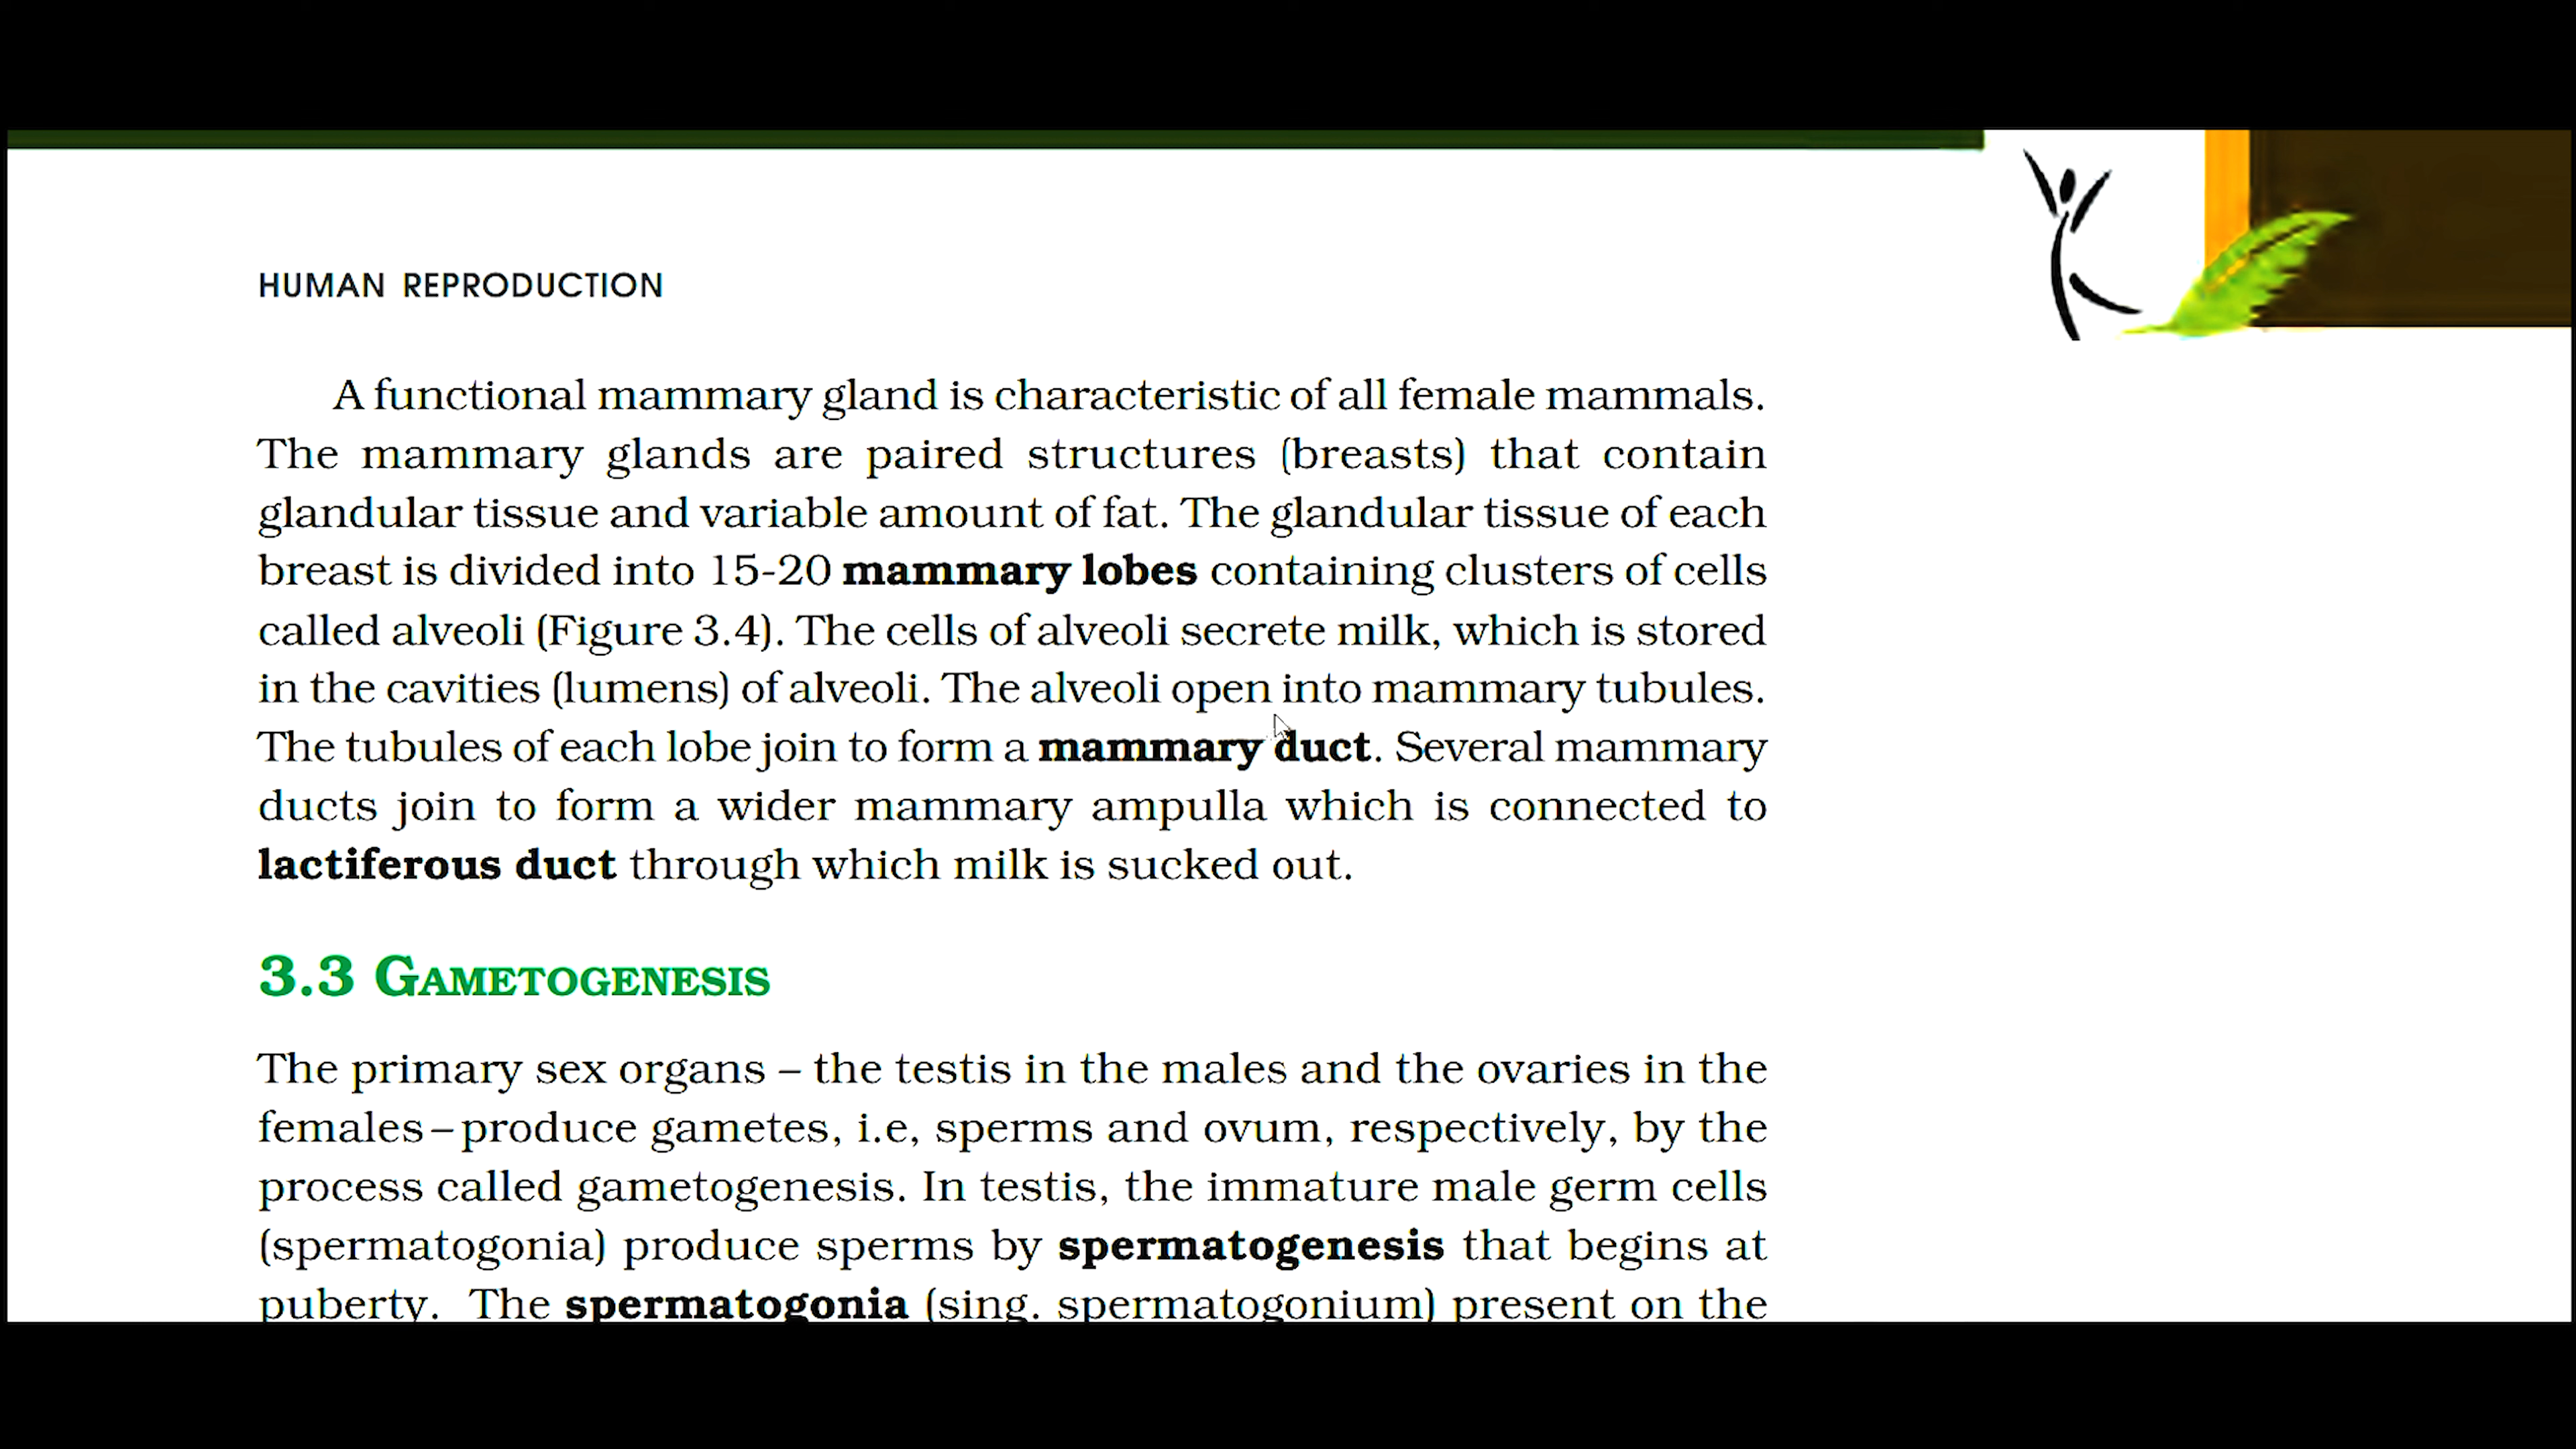 HUMAN REPRODUCTION
A functional mammary gland is characteristic of all female mammals.
The mammary glands are paired structures (breasts) that contain
glandular tissue and variable amount of fat. The glandular tissue of each
breast is divided into 15-20 mammary lobes containing clusters of cells
called alveoli (Figure 3.4). The cells of alveoli secrete milk, which is stored
in the cavities (lumens) of alveoli. The alveoli open into mammary tubules.
The tubules of each lobe join to form a mammary duct. Several mammary
ducts join to form a wider mammary ampulla which is connected to
lactiferous duct through which milk is sucked out.
3.3 GAMETOGENESIS
The primary sex organs – the testis in the males and the ovaries in the
females – produce gametes, i.e, sperms and ovum, respectively, by the
process called gametogenesis. In testis, the immature male germ cells
(spermatogonia) produce sperms by spermatogenesis that begins at
puberty. The spermatogonia (sing. spermatogonium) present on the